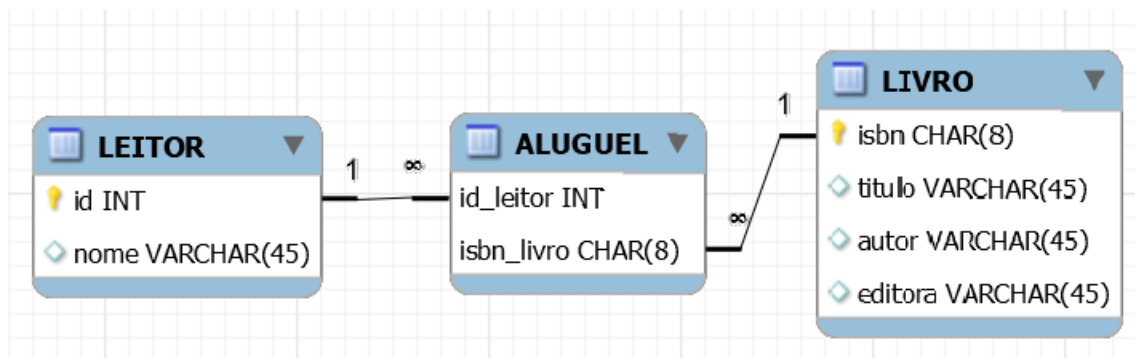 LEITOR
id INT
nome VARCHAR(45)
1
∞
ALUGUEL
id_leitor INT
isbn_livro CHAR(8)
∞
1
LIVRO
isbn CHAR(8)
titulo VARCHAR(45)
autor VARCHAR(45)
editora VARCHAR(45)